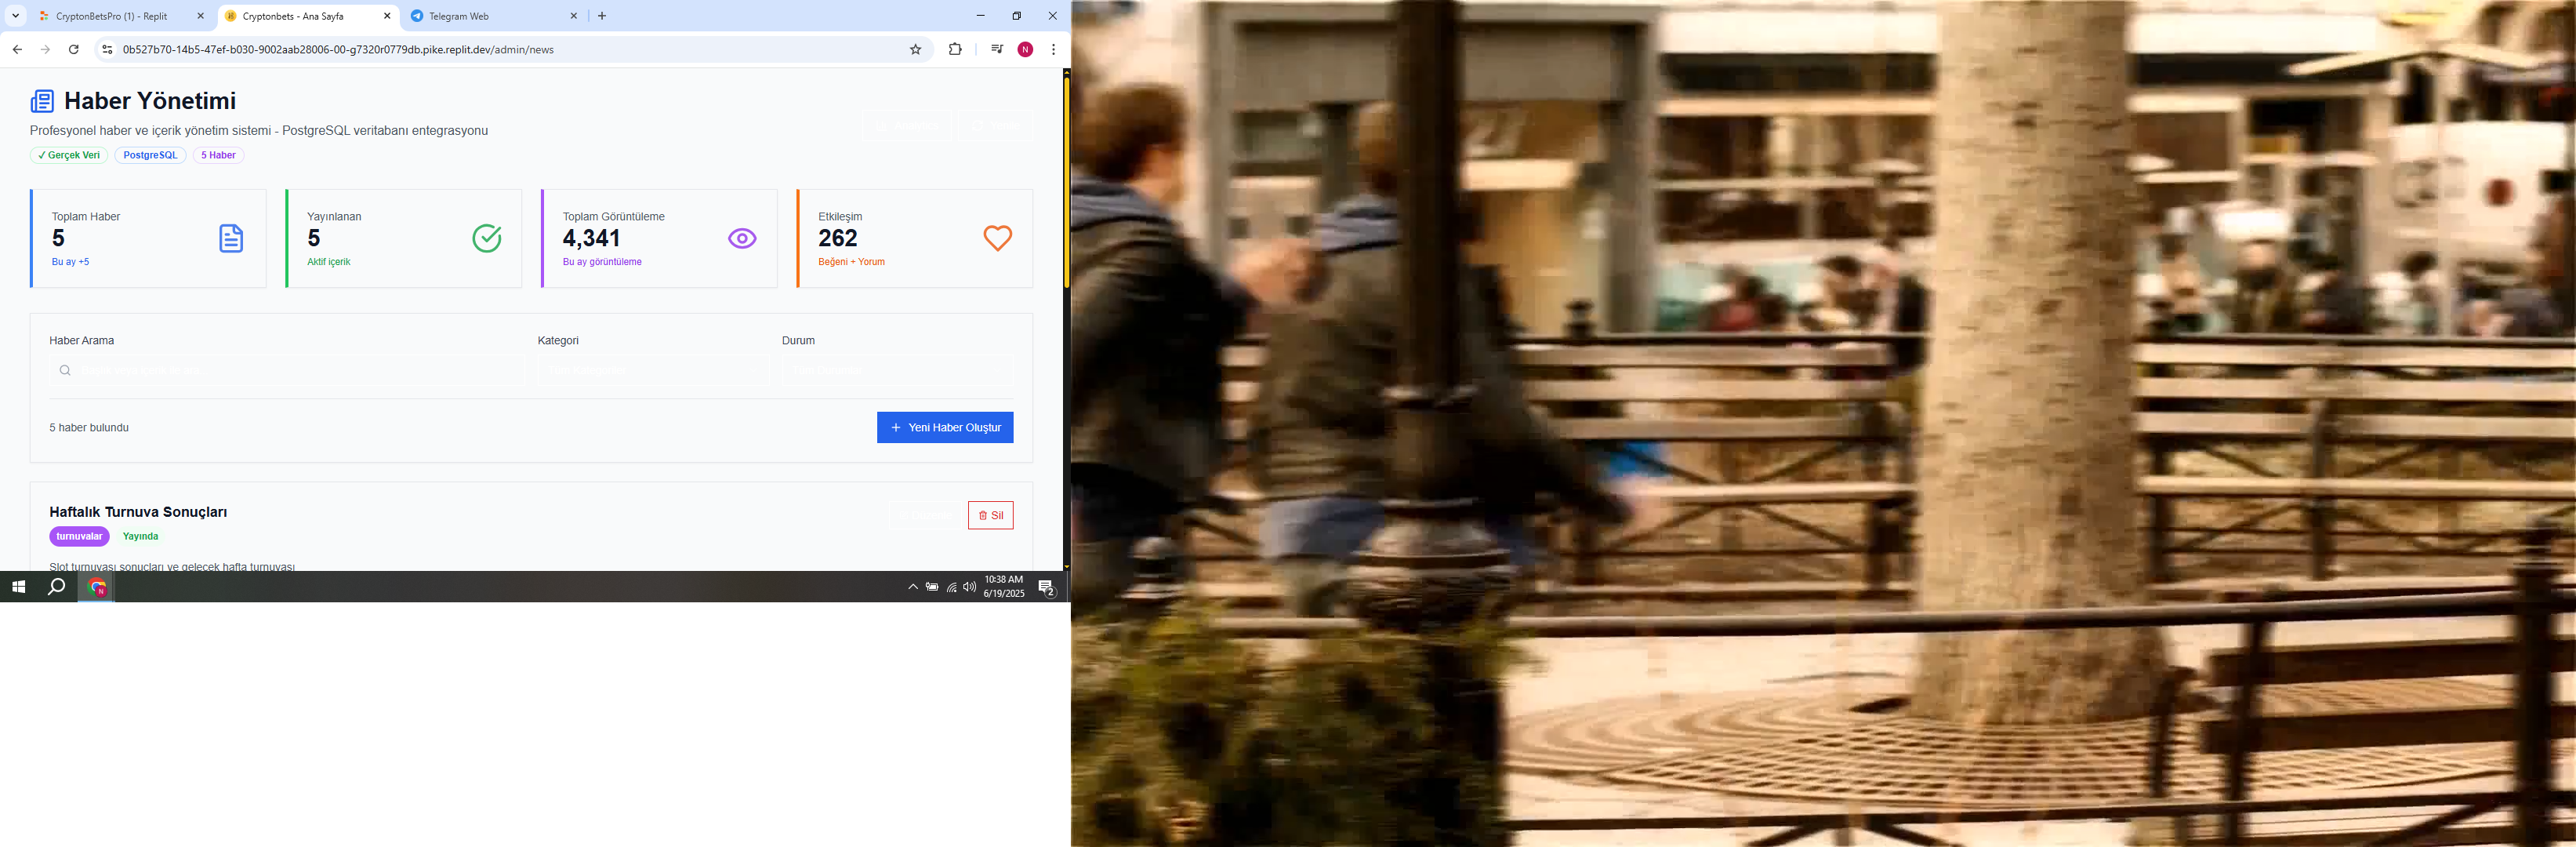 CryptonBetsPro (1) - Replit
Cryptonbets - Ana Sayfa
Telegram Web
0b527b70-14b5-47ef-b030-9002aab28006-00-g7320r0779db.pike.replit.dev/admin/news
N
Haber Yönetimi
Profesyonel haber ve içerik yönetim sistemi - PostgreSQL veritabanı entegrasyonu
✓ Gerçek Veri PostgreSQL 5 Haber
Toplam Haber
5
Bu ay +5
Yayınlanan
5
Aktif içerik
Toplam Görüntüleme
4,341
Bu ay görüntüleme
Etkileşim
262
Beğeni + Yorum
Haber Arama
Kategori
Durum
5 haber bulundu
+ Yeni Haber Oluştur
Haftalık Turnuva Sonuçları
Sil
turnuvalar Yayında
Slot turnuvası sonuçları ve gelecek hafta turnuvası
N
10:38 AM
6/19/2025
2